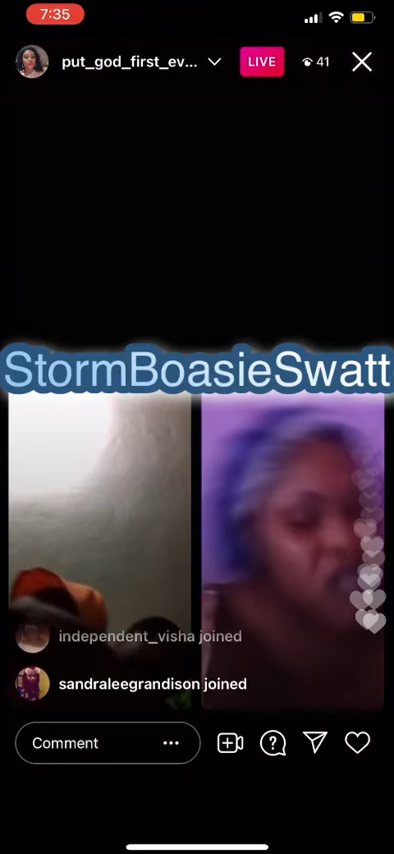 7:35
put_god_first_ev... LIVE 41
StormBoasieSwatt
independent_visha joined
sandraleegrandison joined
Comment